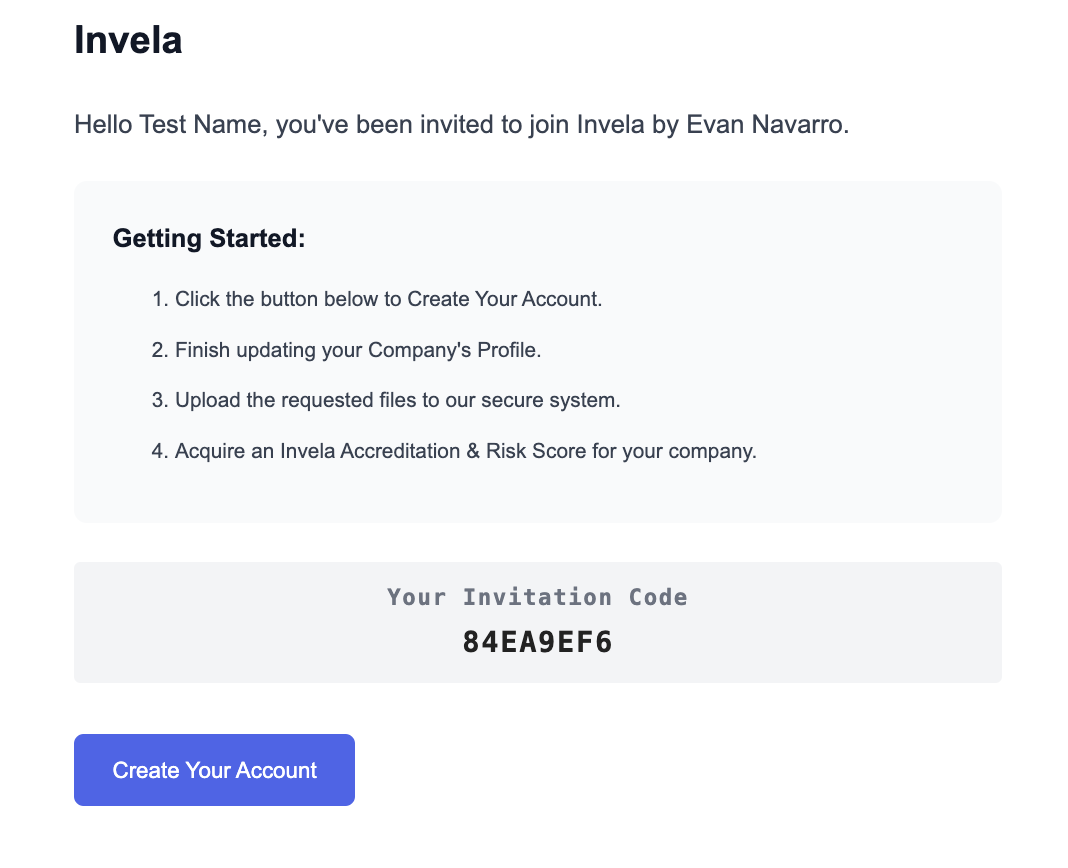 Invela
Hello Test Name, you've been invited to join Invela by Evan Navarro.
Getting Started:
1. Click the button below to Create Your Account.
2. Finish updating your Company's Profile.
3. Upload the requested files to our secure system.
4. Acquire an Invela Accreditation & Risk Score for your company.
Your Invitation Code
84EA9EF6
Create Your Account